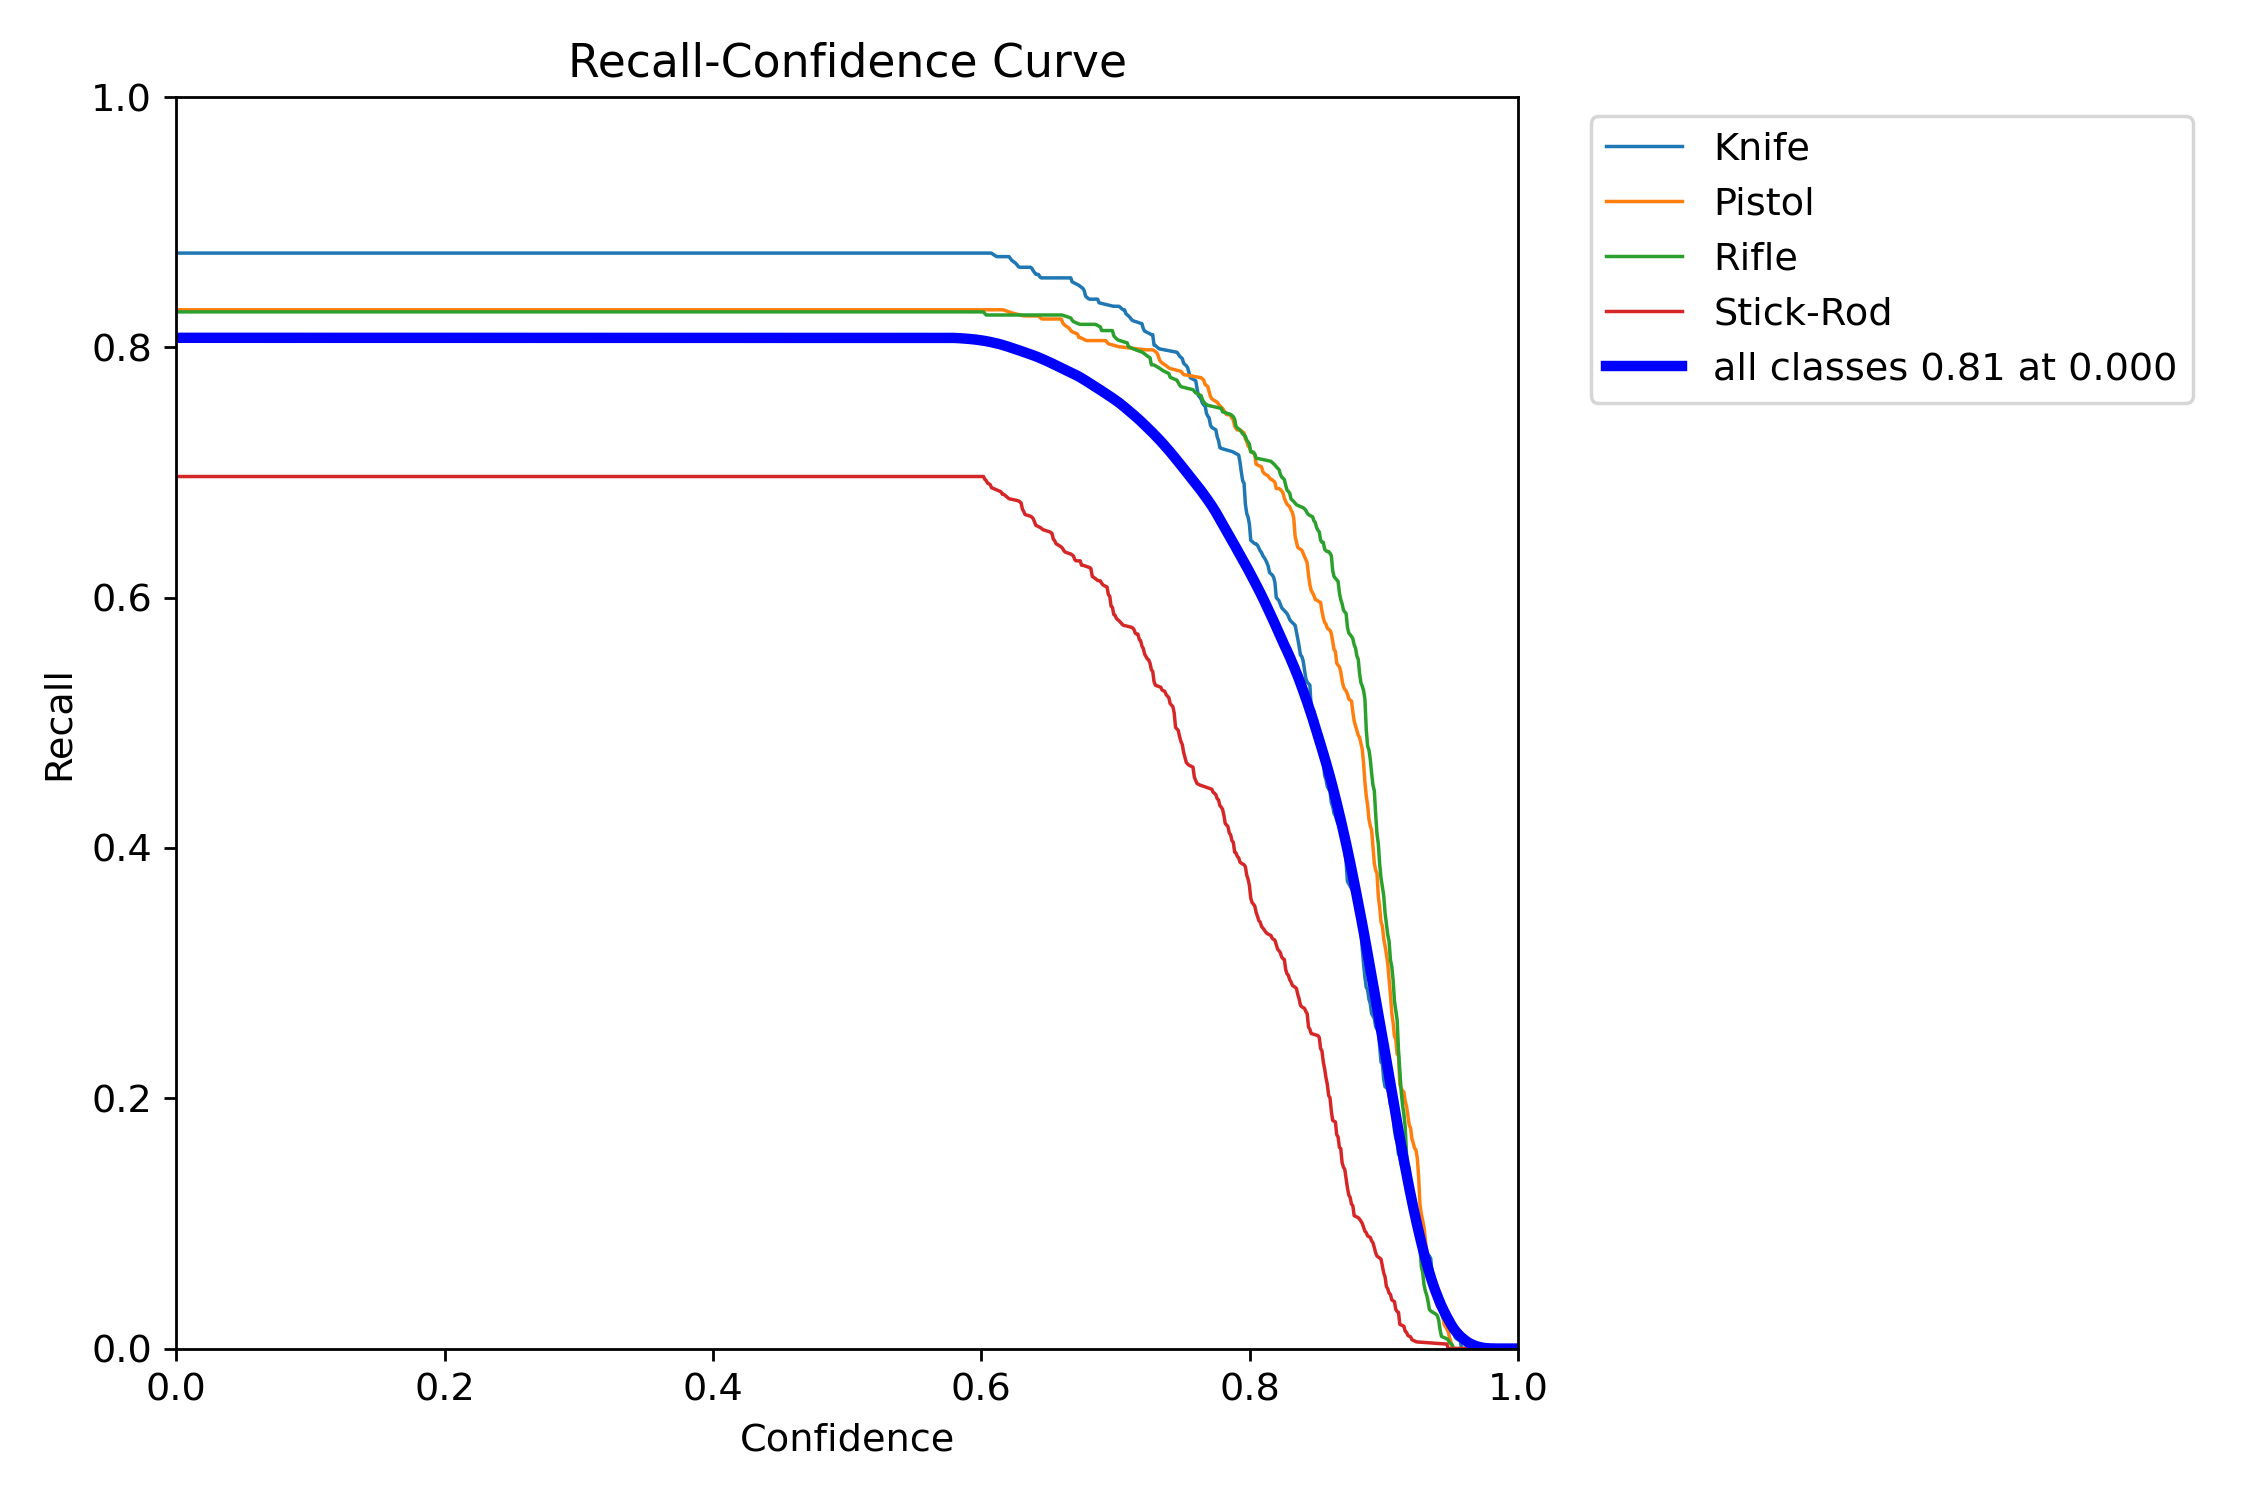 Recall-Confidence Curve
1.0
0.8
0.6
0.4
0.2
0.0
Recall
0.0 0.2 0.4 0.6 0.8 1.0
Confidence
Knife
Pistol
Rifle
Stick-Rod
all classes 0.81 at 0.000